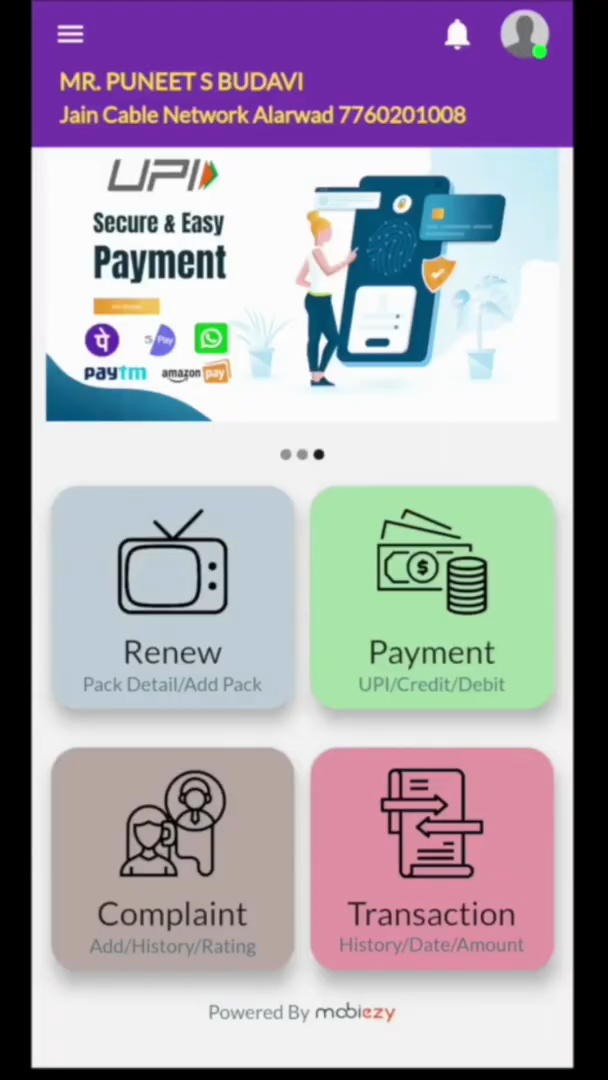 MR. PUNEET S BUDAVI
Jain Cable Network Alarwad 7760201008
UPI
Secure & Easy
Payment
पे
Pay
paytm
amazon pay
Renew
Pack Detail/Add Pack
Payment
UPI/Credit/Debit
Complaint
Add/History/Rating
Transaction
History/Date/Amount
Powered By mobiezy